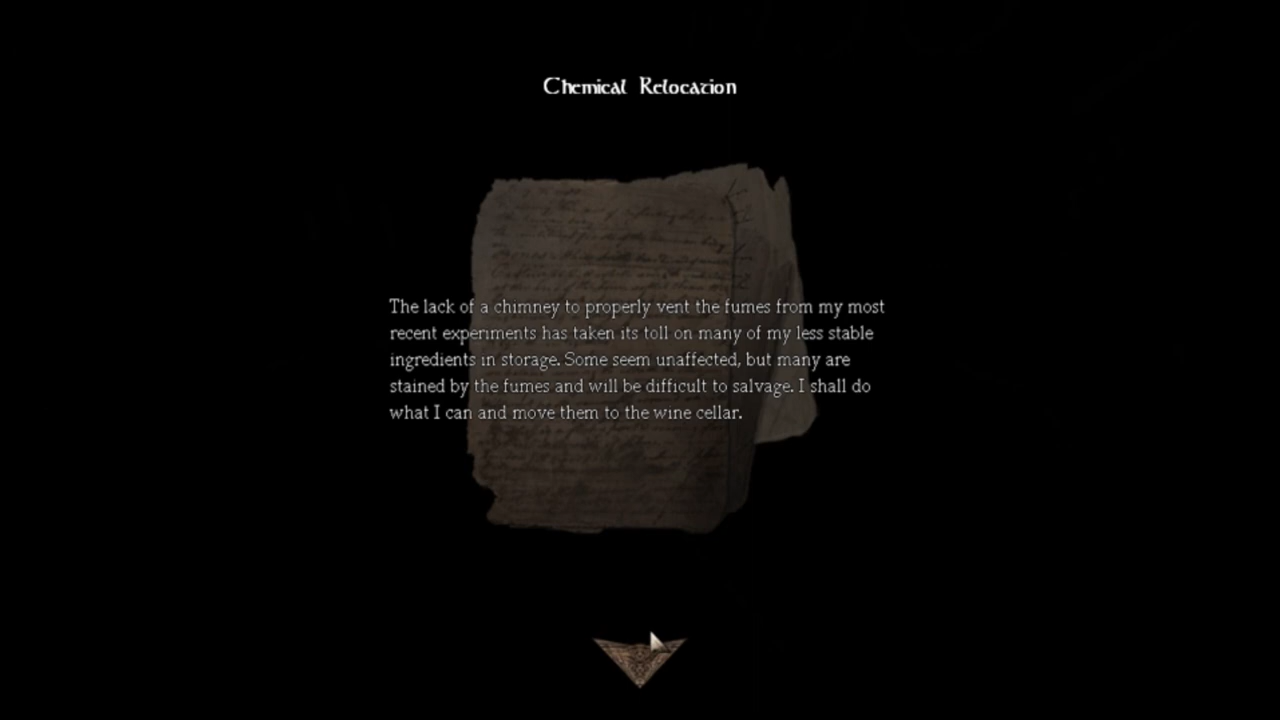 Chemical Relocation
The lack of a chimney to properly vent the fumes from my most
recent experiments has taken its toll on many of my less stable
ingredients in storage. Some seem unaffected, but many are
stained by the fumes and will be difficult to salvage. I shall do
what I can and move them to the wine cellar.